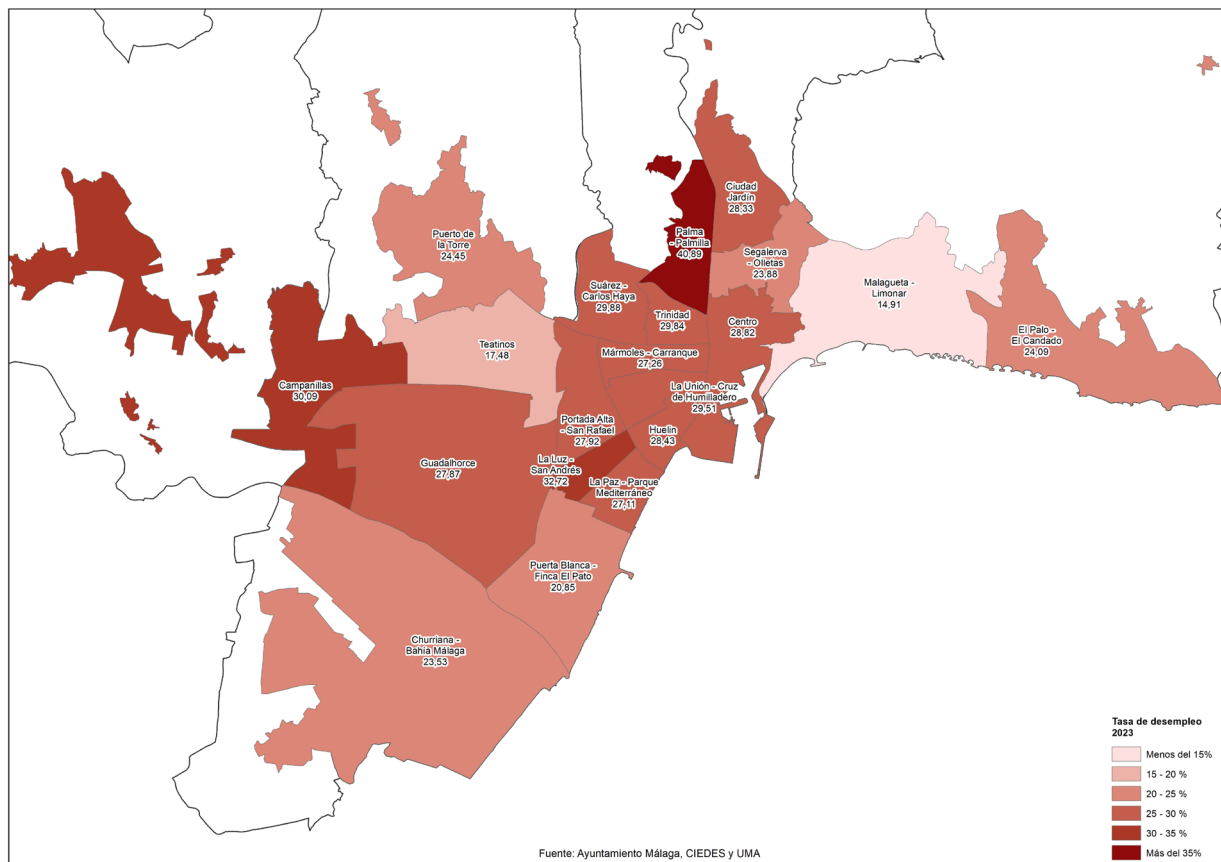 Ciudad
Jardín
28,33
Palma
- Palmilla
40,89
Puerto de
la Torre
24,45
Segalerva
- Olletas
23,88
Suárez -
Carlos Haya
29,88
Malagueta -
Limonar
14,91
Trinidad
29,84
Centro
28,82
El Palo -
El Candado
24,09
Teatinos
17,48
Mármoles - Carranque
27,26
Campanillas
30,09
La Unión - Cruz
de Humilladero
29,51
Portada Alta
- San Rafael
27,92
Huelin
28,43
Guadalhorce
27,87
La Luz -
San Andrés
32,72
La Paz - Parque
Mediterráneo
27,11
Puerta Blanca -
Finca El Pato
20,85
Churriana -
Bahía Málaga
23,53
Tasa de desempleo
2023
Menos del 15%
15 - 20 %
20 - 25 %
25 - 30 %
30 - 35 %
Más del 35%
Fuente: Ayuntamiento Málaga, CIEDES y UMA